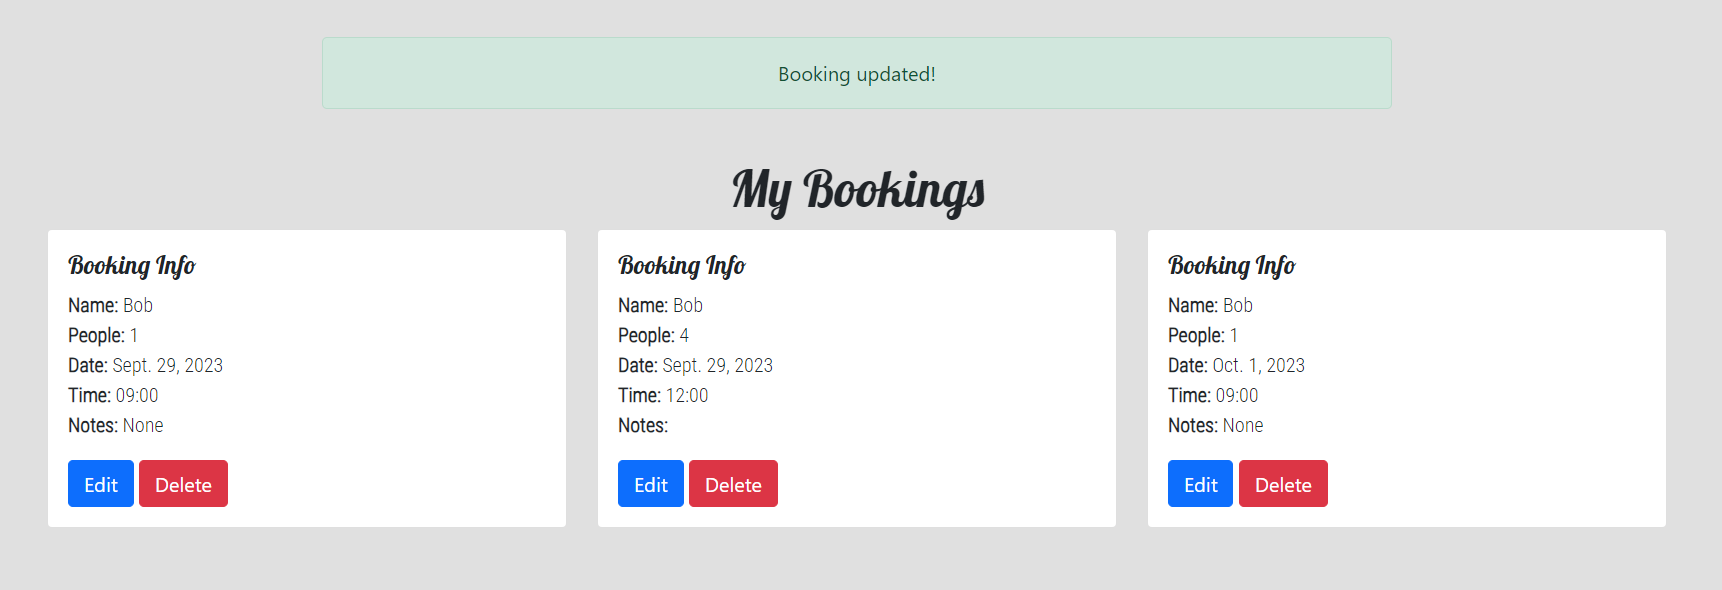 Booking updated!
My Bookings
Booking Info
Name: Bob
People: 1
Date: Sept. 29, 2023
Time: 09:00
Notes: None
Edit Delete
Booking Info
Name: Bob
People: 4
Date: Sept. 29, 2023
Time: 12:00
Notes:
Edit Delete
Booking Info
Name: Bob
People: 1
Date: Oct. 1, 2023
Time: 09:00
Notes: None
Edit Delete